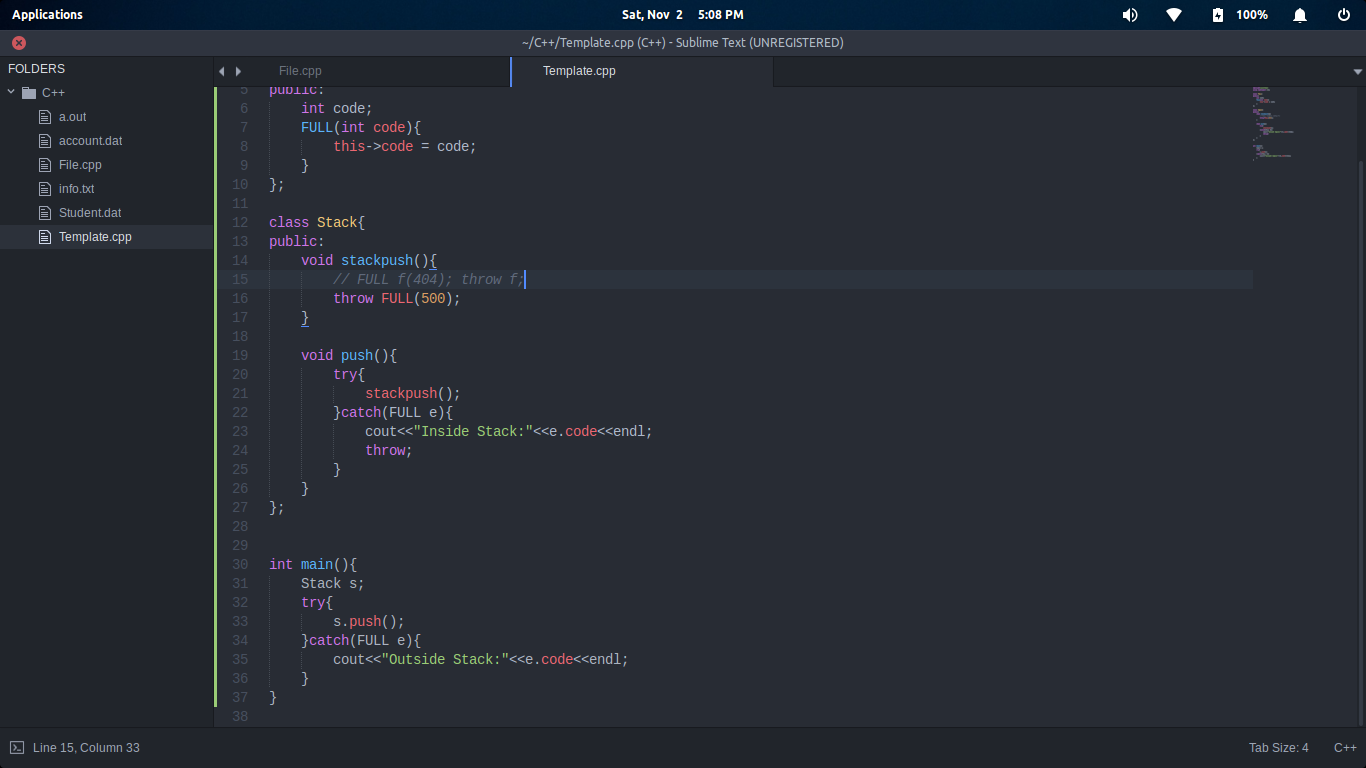 Applications
Sat, Nov 2 5:08 PM
100%
~/C++/Template.cpp (C++) - Sublime Text (UNREGISTERED)
FOLDERS
C++
a.out
account.dat
File.cpp
info.txt
Student.dat
Template.cpp
File.cpp
Template.cpp
5 public:
6     int code;
7     FULL(int code){
8         this->code = code;
9     }
10 };
11
12 class Stack{
13 public:
14     void stackpush(){
15         // FULL f(404); throw f;
16         throw FULL(500);
17     }
18
19     void push(){
20         try{
21             stackpush();
22         }catch(FULL e){
23             cout<<"Inside Stack:"<<e.code<<endl;
24             throw;
25         }
26     }
27 };
28
29
30 int main(){
31     Stack s;
32     try{
33         s.push();
34     }catch(FULL e){
35         cout<<"Outside Stack:"<<e.code<<endl;
36     }
37 }
38
Line 15, Column 33
Tab Size: 4
C++